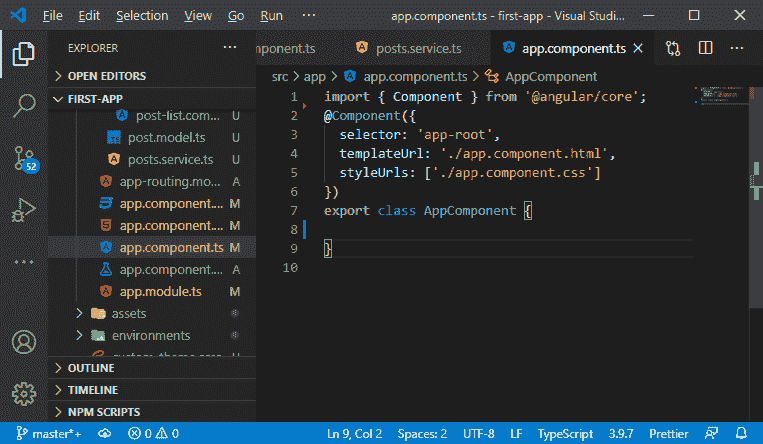 File Edit Selection View Go Run ··· app.component.ts - first-app - Visual Studi...
EXPLORER ···
OPEN EDITORS
FIRST-APP
post-list.com... U
post.model.ts U
posts.service.ts U
app-routing.mo... A
app.component.... M
app.component.... M
app.component.ts M
app.component.... A
app.module.ts M
assets
environments
OUTLINE
TIMELINE
NPM SCRIPTS
52
mponent.ts posts.service.ts app.component.ts
src > app > app.component.ts > AppComponent
1 import { Component } from '@angular/core';
2 @Component({
3 selector: 'app-root',
4 templateUrl: './app.component.html',
5 styleUrls: ['./app.component.css']
6 })
7 export class AppComponent {
8
9 }
10
master*+ 0 0 Ln 9, Col 2 Spaces: 2 UTF-8 LF TypeScript 3.9.7 Prettier